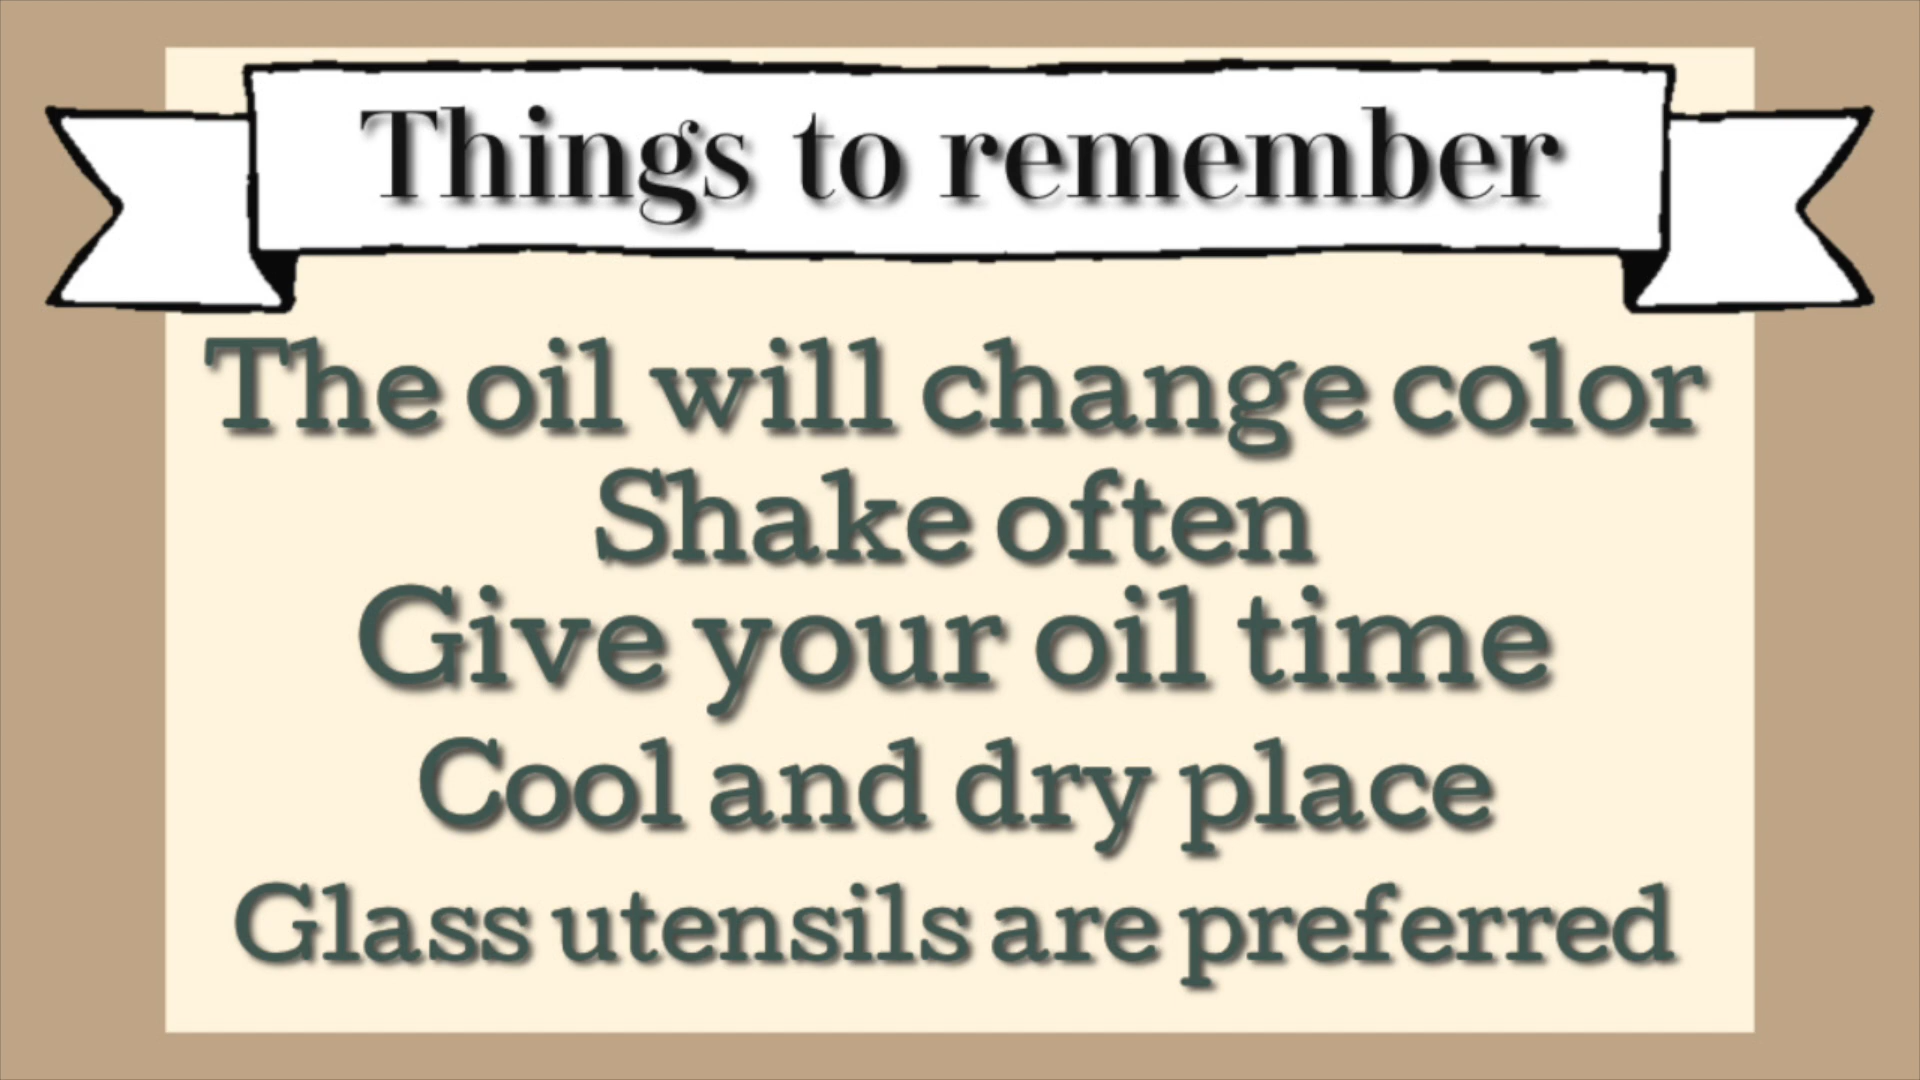 Things to remember
The oil will change color
Shake often
Give your oil time
Cool and dry place
Glass utensils are preferred